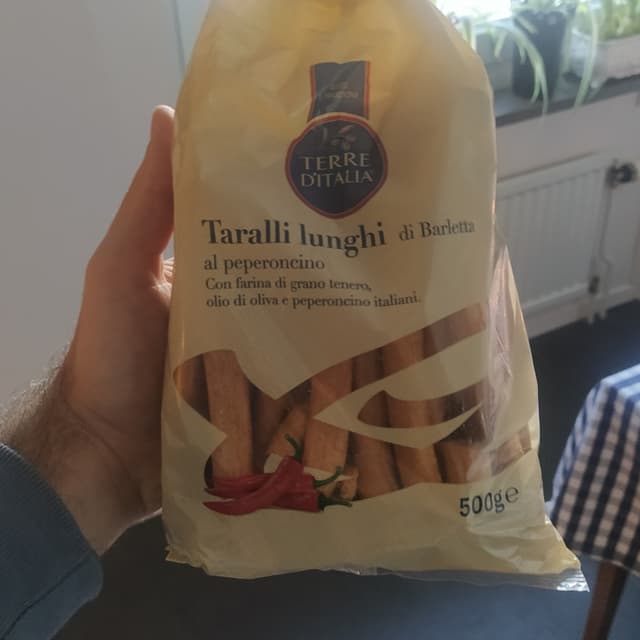 TERRE
D'ITALIA
Taralli lunghi di Barletta
al peperoncino
Con farina di grano tenero,
olio di oliva e peperoncino italiani.
500g e